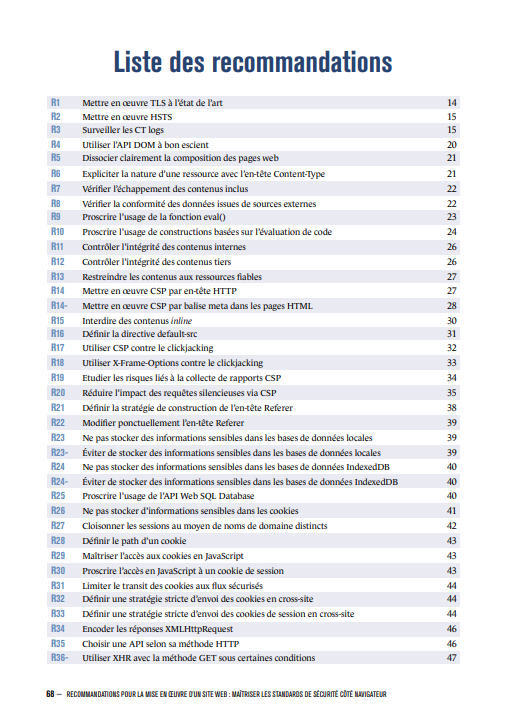 Liste des recommandations
R1 Mettre en œuvre TLS à l'état de l'art 14
R2 Mettre en œuvre HSTS 15
R3 Surveiller les CT logs 15
R4 Utiliser l'API DOM à bon escient 20
R5 Dissocier clairement la composition des pages web 21
R6 Expliciter la nature d'une ressource avec l'en-tête Content-Type 21
R7 Vérifier l'échappement des contenus inclus 22
R8 Vérifier la conformité des données issues de sources externes 22
R9 Proscrire l'usage de la fonction eval() 23
R10 Proscrire l'usage de constructions basées sur l'évaluation de code 24
R11 Contrôler l'intégrité des contenus internes 26
R12 Contrôler l'intégrité des contenus tiers 26
R13 Restreindre les contenus aux ressources fiables 27
R14 Mettre en œuvre CSP par en-tête HTTP 27
R14- Mettre en œuvre CSP par balise meta dans les pages HTML 28
R15 Interdire des contenus inline 30
R16 Définir la directive default-src 31
R17 Utiliser CSP contre le clickjacking 32
R18 Utiliser X-Frame-Options contre le clickjacking 33
R19 Etudier les risques liés à la collecte de rapports CSP 34
R20 Réduire l'impact des requêtes silencieuses via CSP 35
R21 Définir la stratégie de construction de l'en-tête Referer 38
R22 Modifier ponctuellement l'en-tête Referer 39
R23 Ne pas stocker des informations sensibles dans les bases de données locales 39
R23- Éviter de stocker des informations sensibles dans les bases de données locales 39
R24 Ne pas stocker des informations sensibles dans les bases de données IndexedDB 40
R24- Éviter de stocker des informations sensibles dans les bases de données IndexedDB 40
R25 Proscrire l'usage de l'API Web SQL Database 40
R26 Ne pas stocker d'informations sensibles dans les cookies 41
R27 Cloisonner les sessions au moyen de noms de domaine distincts 42
R28 Définir le path d'un cookie 43
R29 Maîtriser l'accès aux cookies en JavaScript 43
R30 Proscrire l'accès en JavaScript à un cookie de session 43
R31 Limiter le transit des cookies aux flux sécurisés 44
R32 Définir une stratégie stricte d'envoi des cookies en cross-site 44
R33 Définir une stratégie stricte d'envoi des cookies de session en cross-site 44
R34 Encoder les réponses XMLHttpRequest 46
R35 Choisir une API selon sa méthode HTTP 46
R36- Utiliser XHR avec la méthode GET sous certaines conditions 47
68 – RECOMMANDATIONS POUR LA MISE EN ŒUVRE D'UN SITE WEB : MAÎTRISER LES STANDARDS DE SÉCURITÉ CÔTÉ NAVIGATEUR